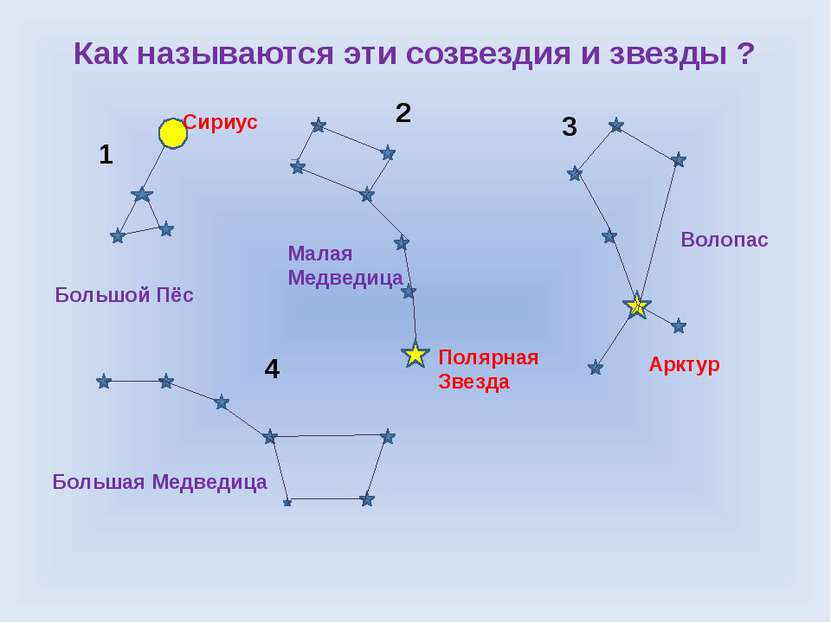 Как называются эти созвездия и звезды ?
1
Сириус
2
3
Большой Пёс
Малая
Медведица
Волопас
Полярная
Звезда
Арктур
4
Большая Медведица